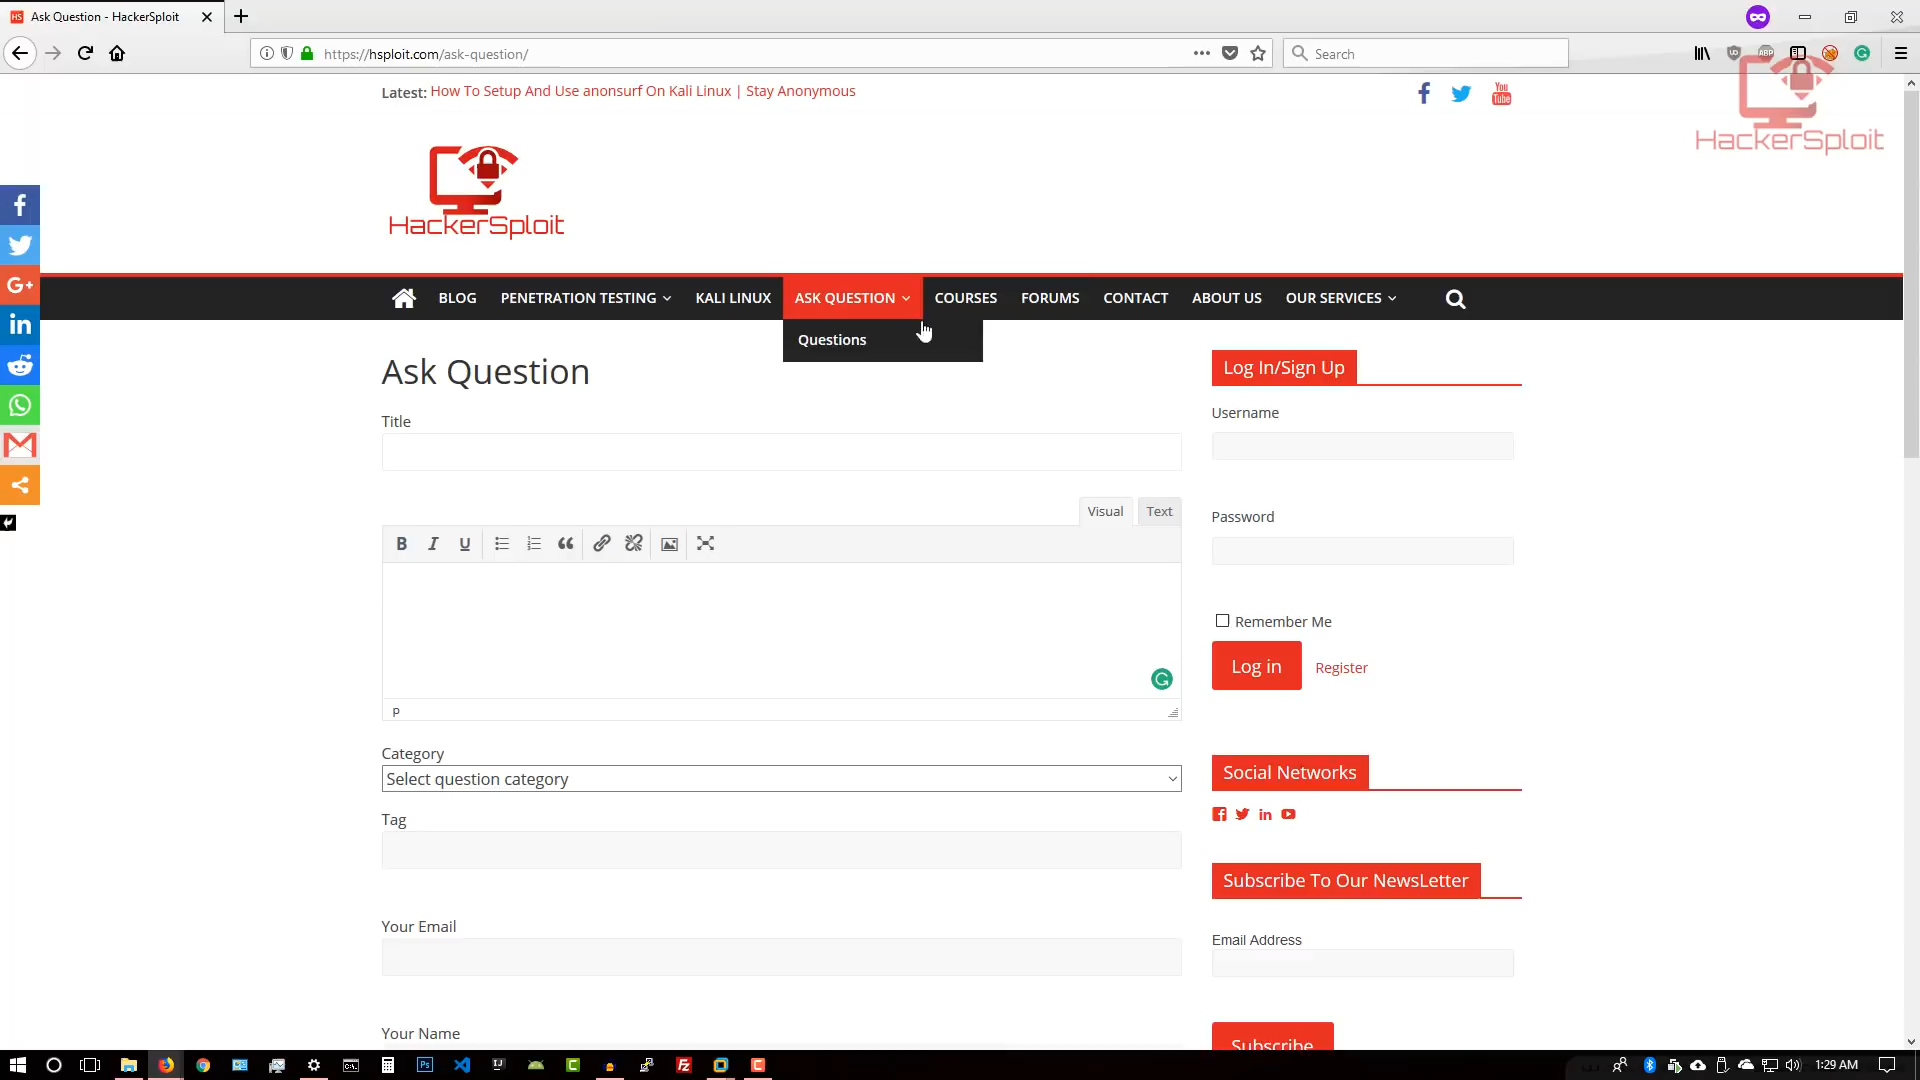 Ask Question - HackerSploit
https://hsploit.com/ask-question/
Search
Latest: How To Setup And Use anonsurf On Kali Linux | Stay Anonymous
You
Tube
HackerSploit
HackerSploit
BLOG PENETRATION TESTING KALI LINUX ASK QUESTION COURSES FORUMS CONTACT ABOUT US OUR SERVICES
Questions
Ask Question
Title
Visual Text
B I U
p
Category
Select question category
Tag
Your Email
Your Name
Log In/Sign Up
Username
Password
Remember Me
Log in Register
Social Networks
Subscribe To Our NewsLetter
Email Address
Subscribe
1:29 AM